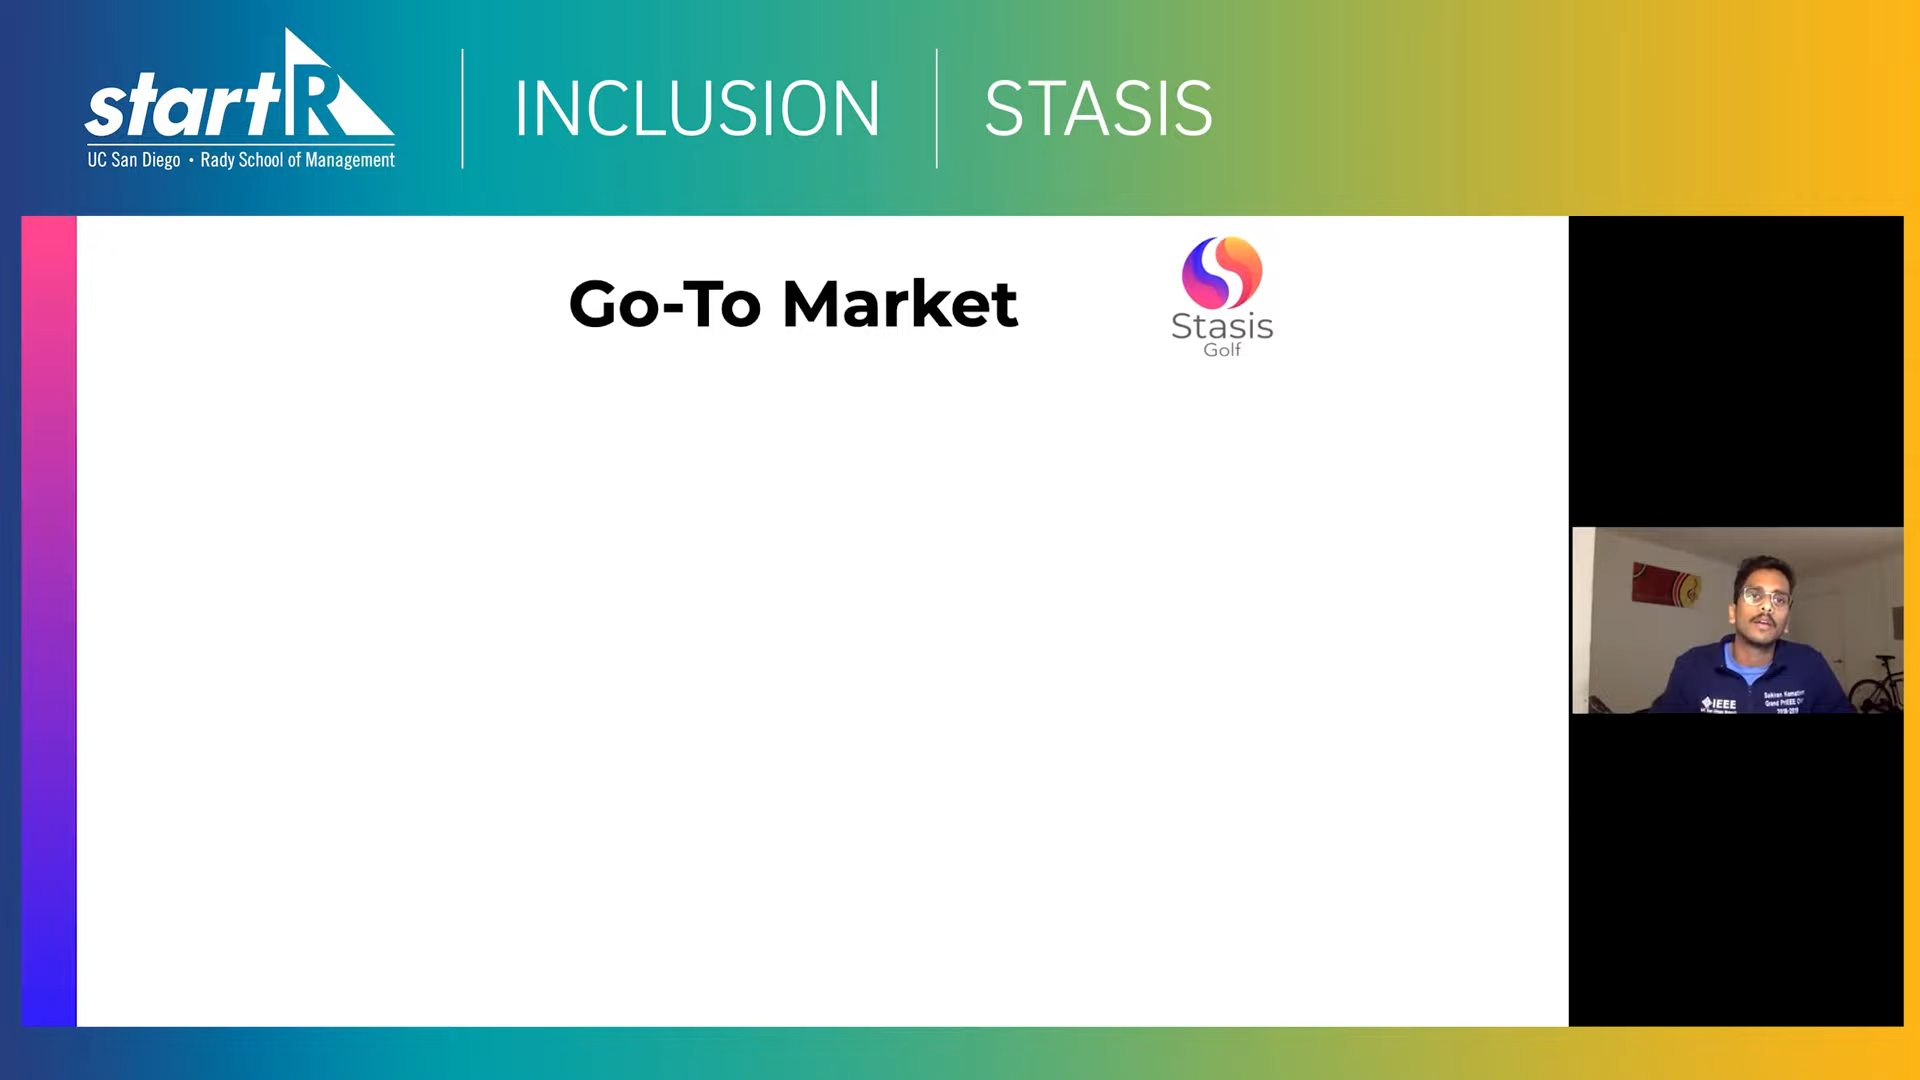 startR
UC San Diego • Rady School of Management
INCLUSION
STASIS
Go-To Market
Stasis
Golf
IEEE